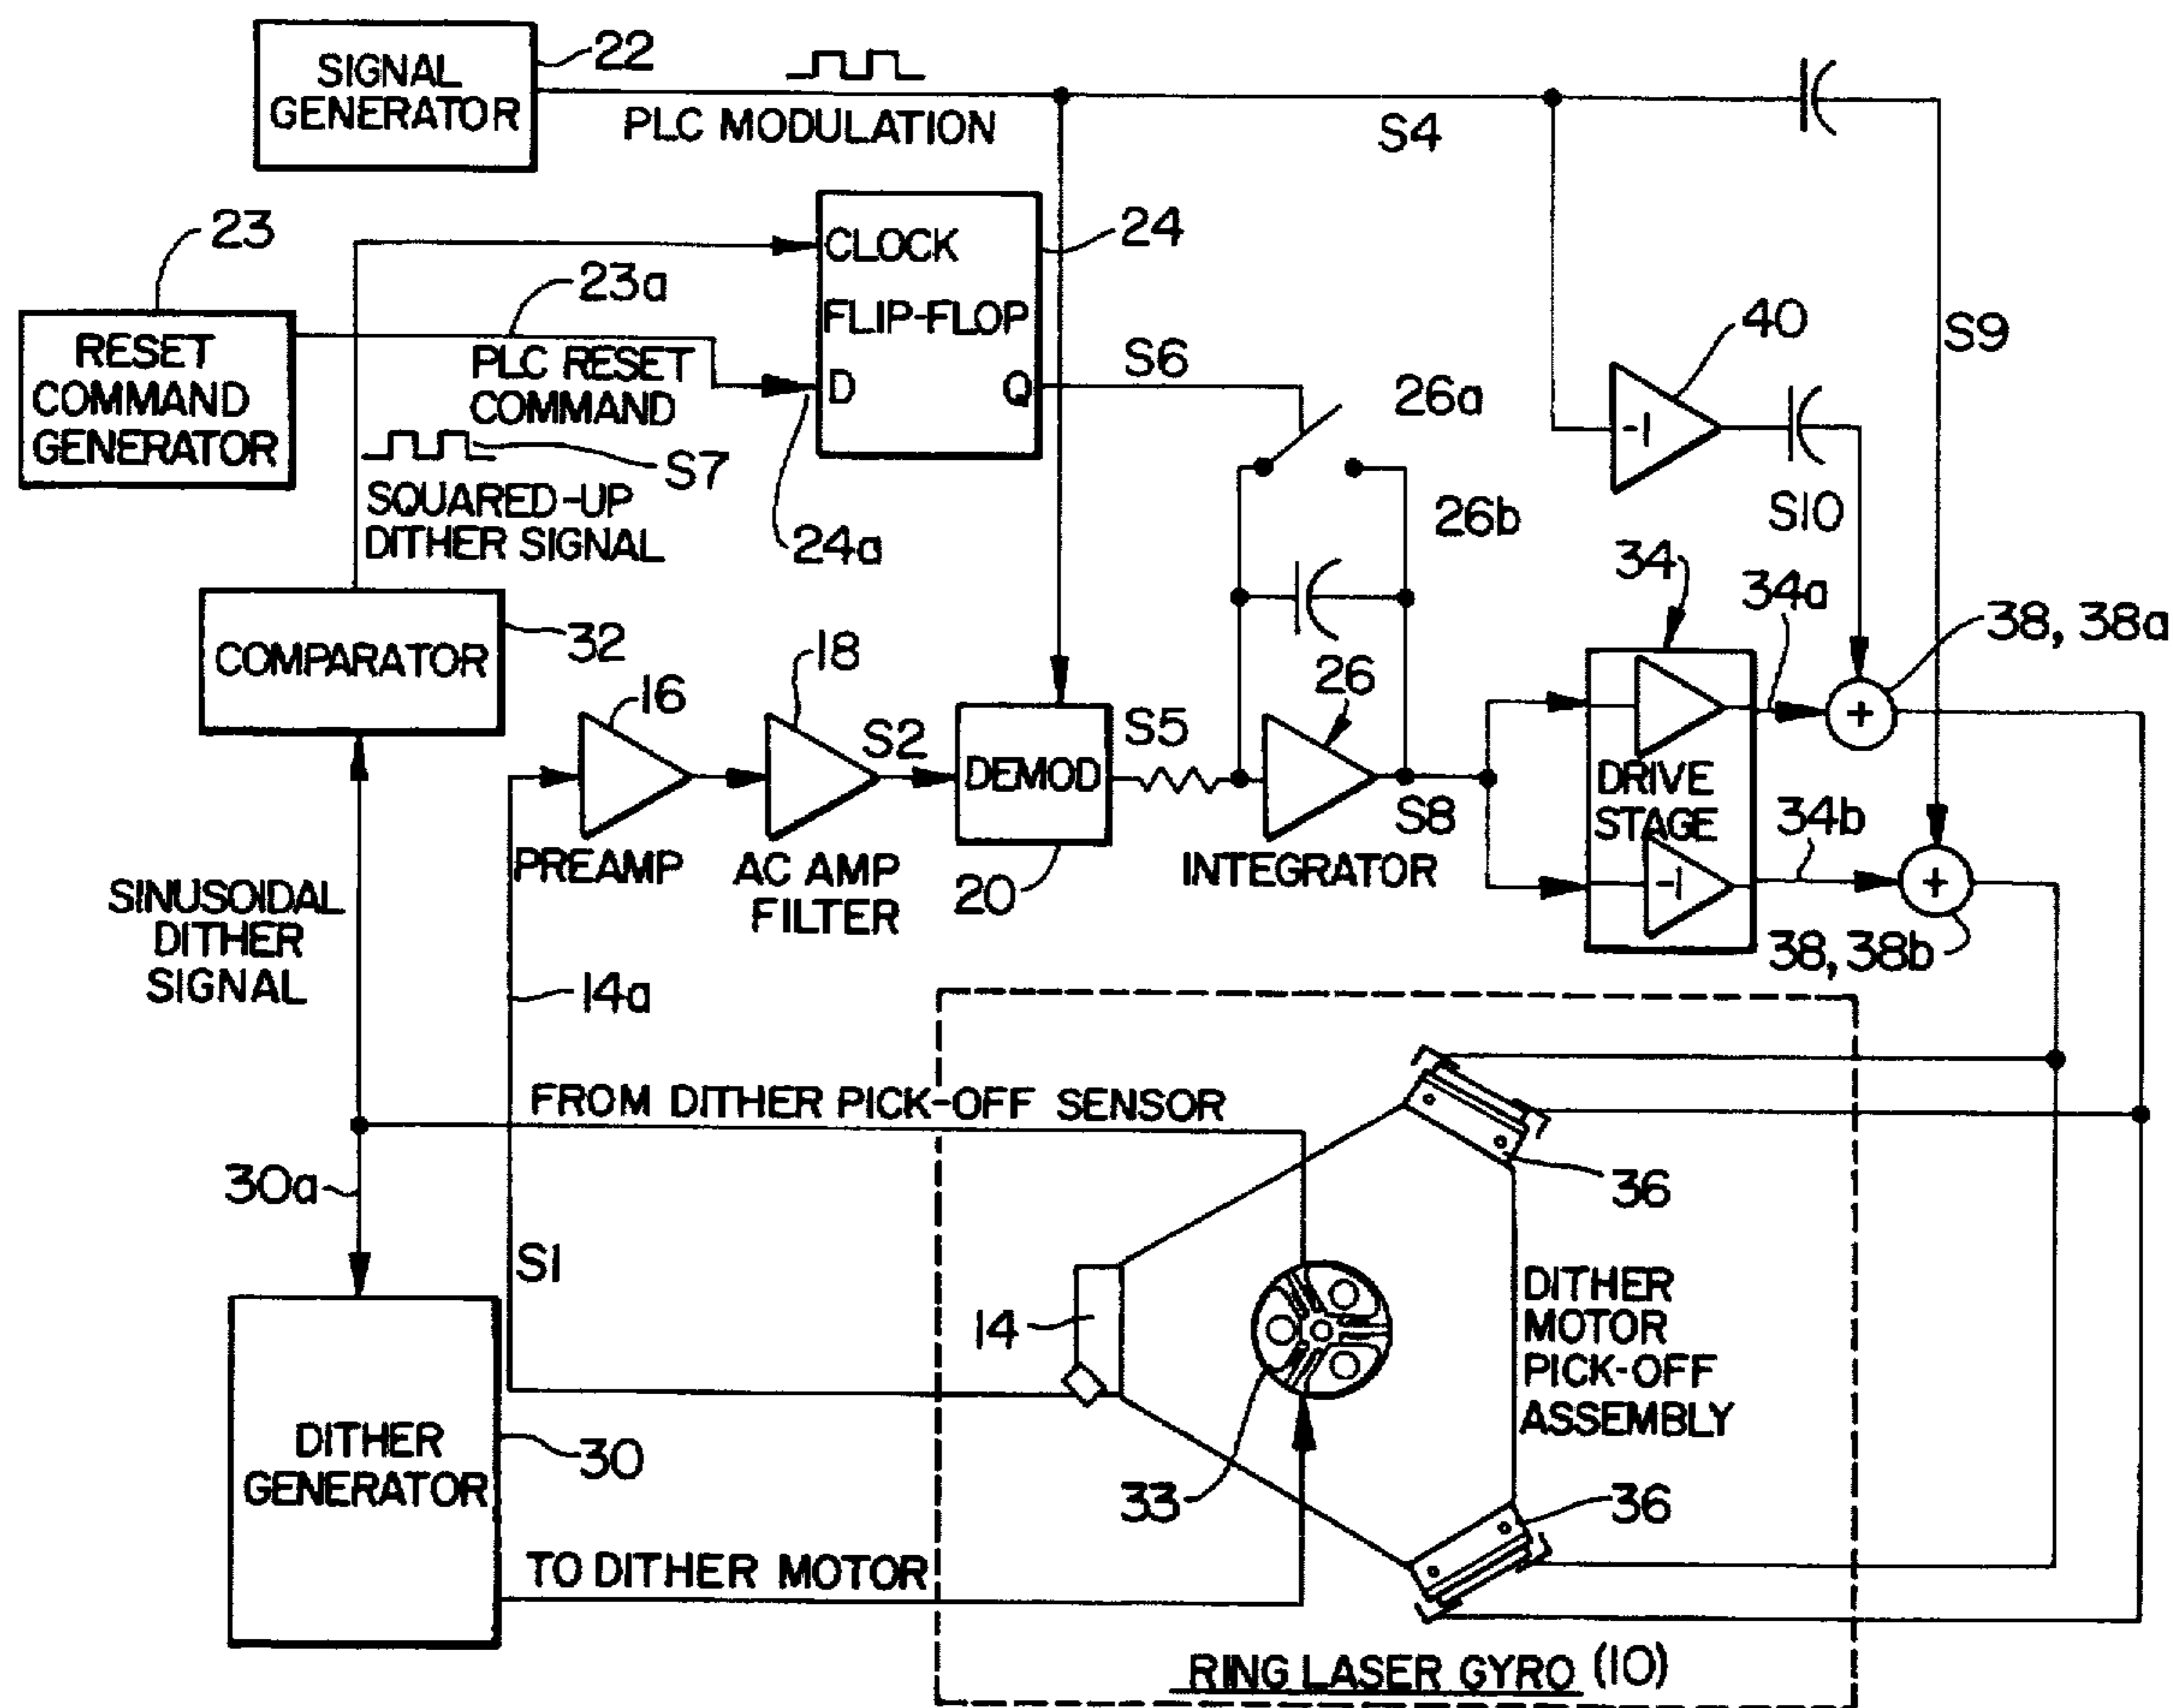 SIGNAL
GENERATOR
22
PLC MODULATION
S4
23
RESET
COMMAND
GENERATOR
23a
PLC RESET
COMMAND
CLOCK
FLIP-FLOP
D
Q
24
24a
S6
26a
26b
40
-1
S9
S10
S7
SQUARED-UP
DITHER SIGNAL
COMPARATOR
32
16
PREAMP
18
AC AMP
FILTER
S2
DEMOD
20
S5
26
INTEGRATOR
S8
34
34a
DRIVE
STAGE
-1
34b
+
38, 38a
+
38, 38b
SINUSOIDAL
DITHER
SIGNAL
14a
FROM DITHER PICK-OFF SENSOR
30a
S1
36
14
DITHER
MOTOR
PICK-OFF
ASSEMBLY
33
36
DITHER
GENERATOR
30
TO DITHER MOTOR
RING LASER GYRO (10)